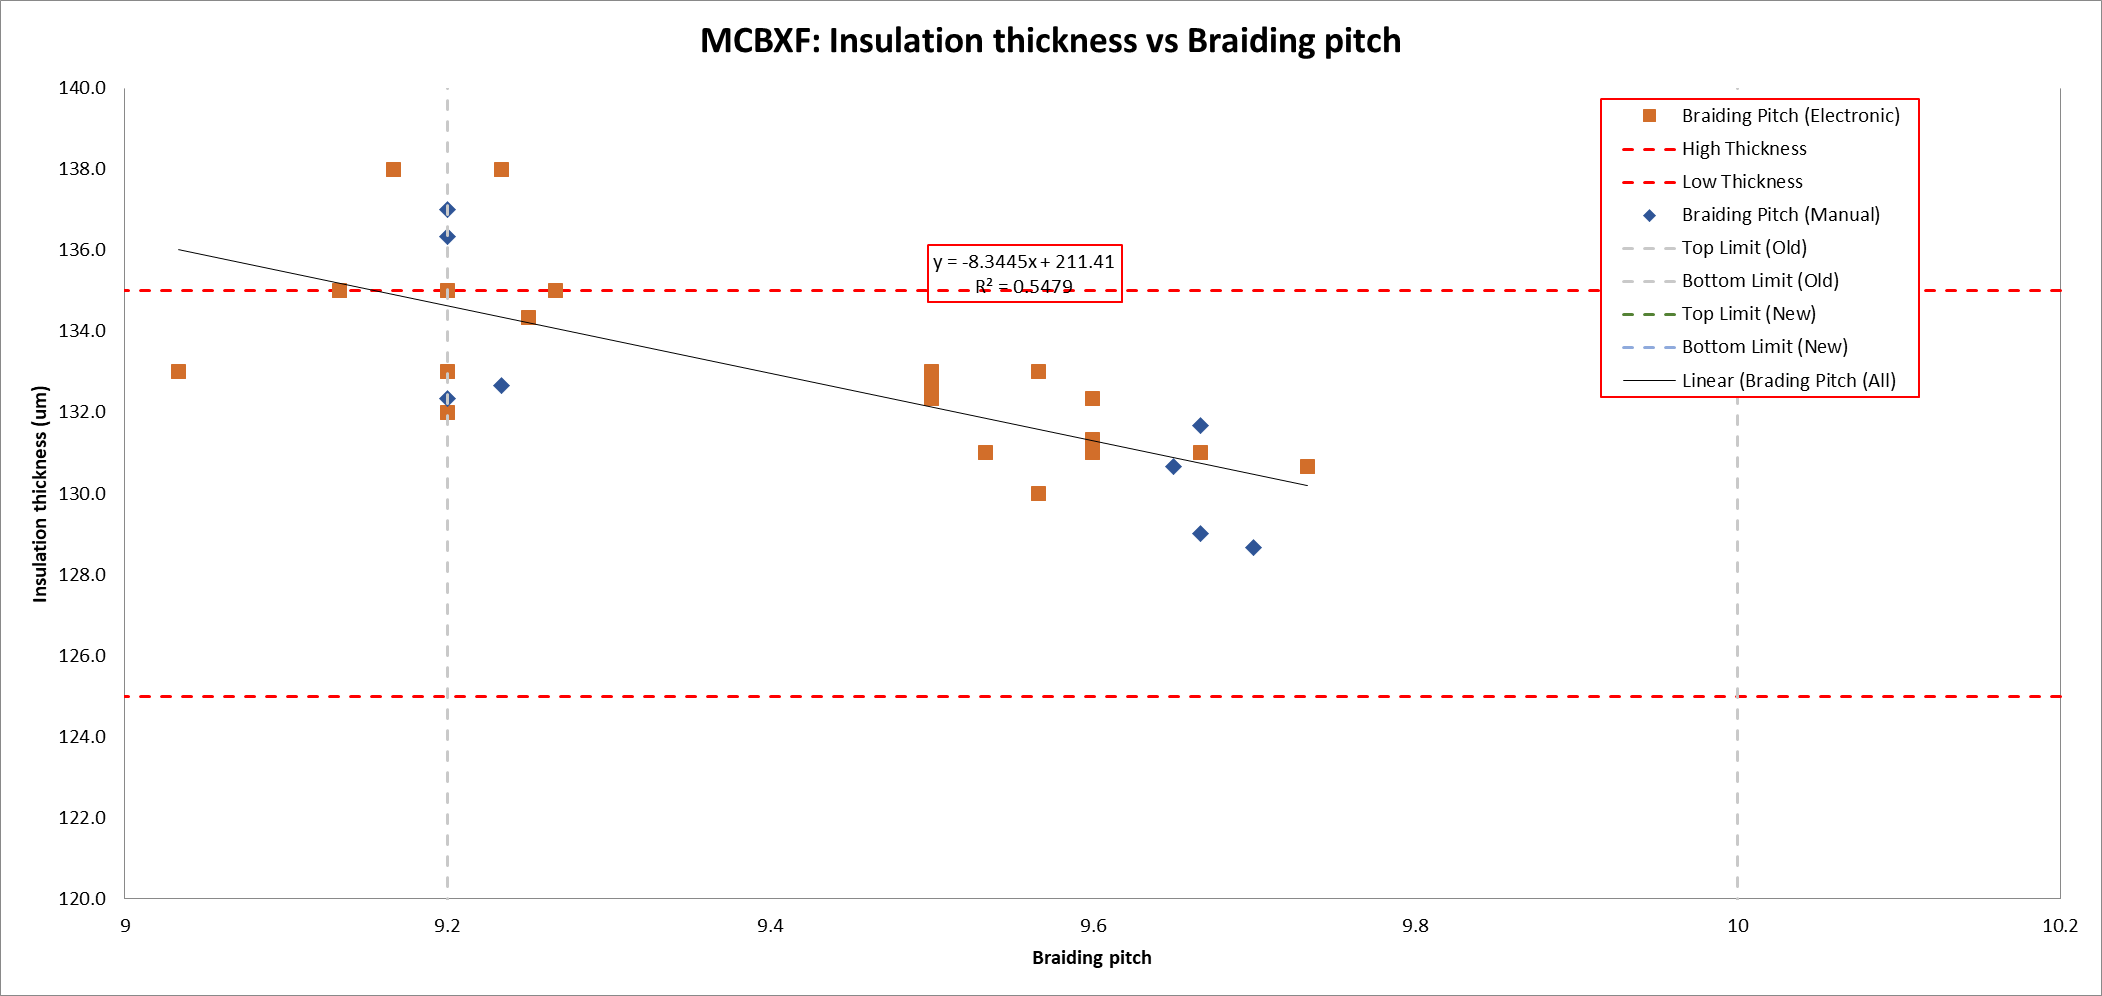 MCBXF: Insulation thickness vs Braiding pitch
140.0
138.0
136.0
134.0
132.0
130.0
128.0
126.0
124.0
122.0
120.0
Insulation thickness (um)
y = -8.3445x + 211.41
R² = 0.5479
Braiding Pitch (Electronic)
High Thickness
Low Thickness
Braiding Pitch (Manual)
Top Limit (Old)
Bottom Limit (Old)
Top Limit (New)
Bottom Limit (New)
Linear (Brading Pitch (All)
9
9.2
9.4
9.6
9.8
10
10.2
Braiding pitch